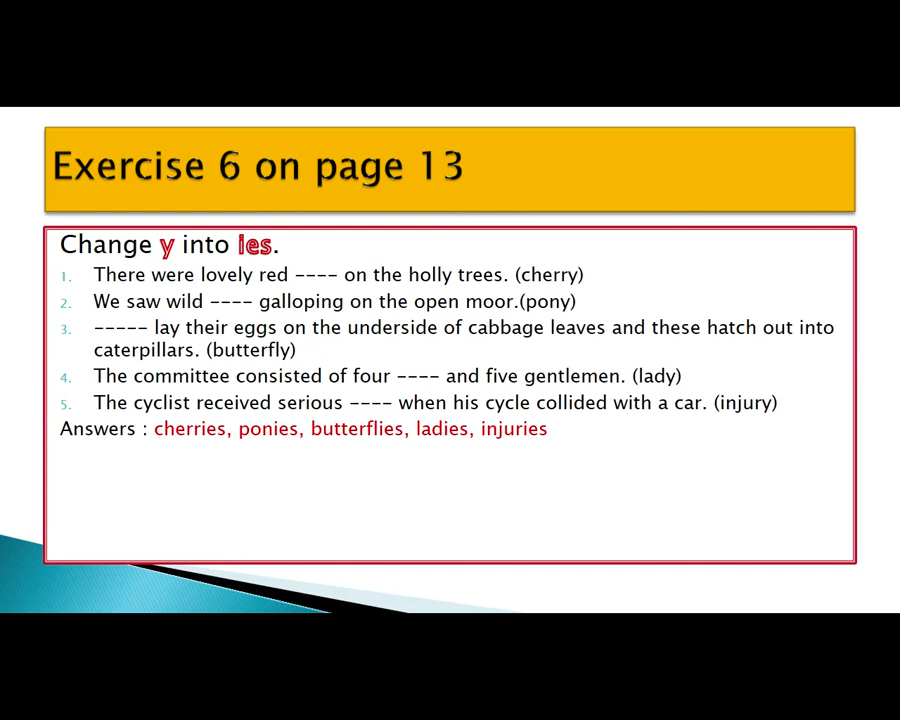 Exercise 6 on page 13
Change y into ies.
1. There were lovely red ---- on the holly trees. (cherry)
2. We saw wild ---- galloping on the open moor.(pony)
3. ----- lay their eggs on the underside of cabbage leaves and these hatch out into
caterpillars. (butterfly)
4. The committee consisted of four ---- and five gentlemen. (lady)
5. The cyclist received serious ---- when his cycle collided with a car. (injury)
Answers : cherries, ponies, butterflies, ladies, injuries